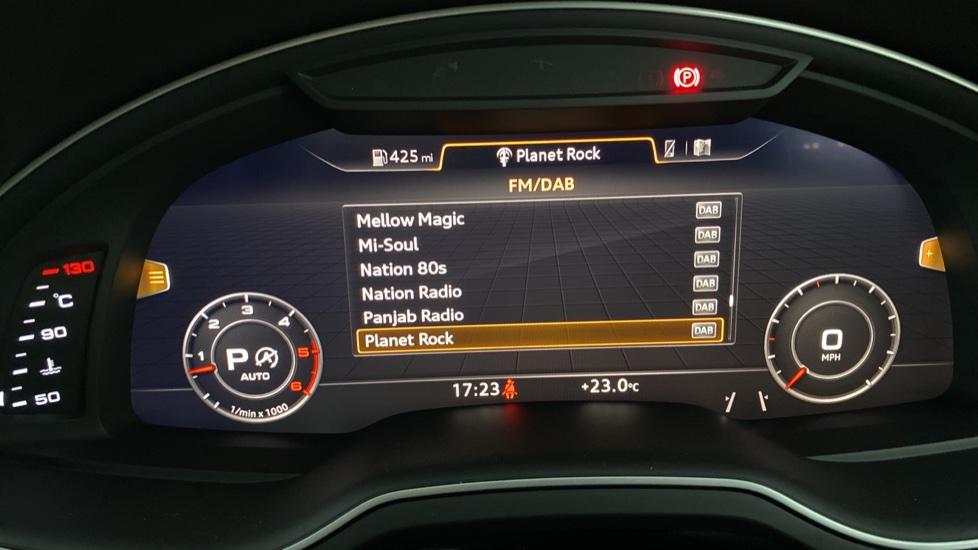 425 mi
Planet Rock
FM/DAB
Mellow Magic DAB
Mi-Soul DAB
Nation 80s DAB
Nation Radio DAB
Panjab Radio DAB
Planet Rock DAB
17:23
+23.0°C
130
°C
90
50
1
2
3
4
5
6
P
AUTO
1/min x 1000
0
MPH
(P)